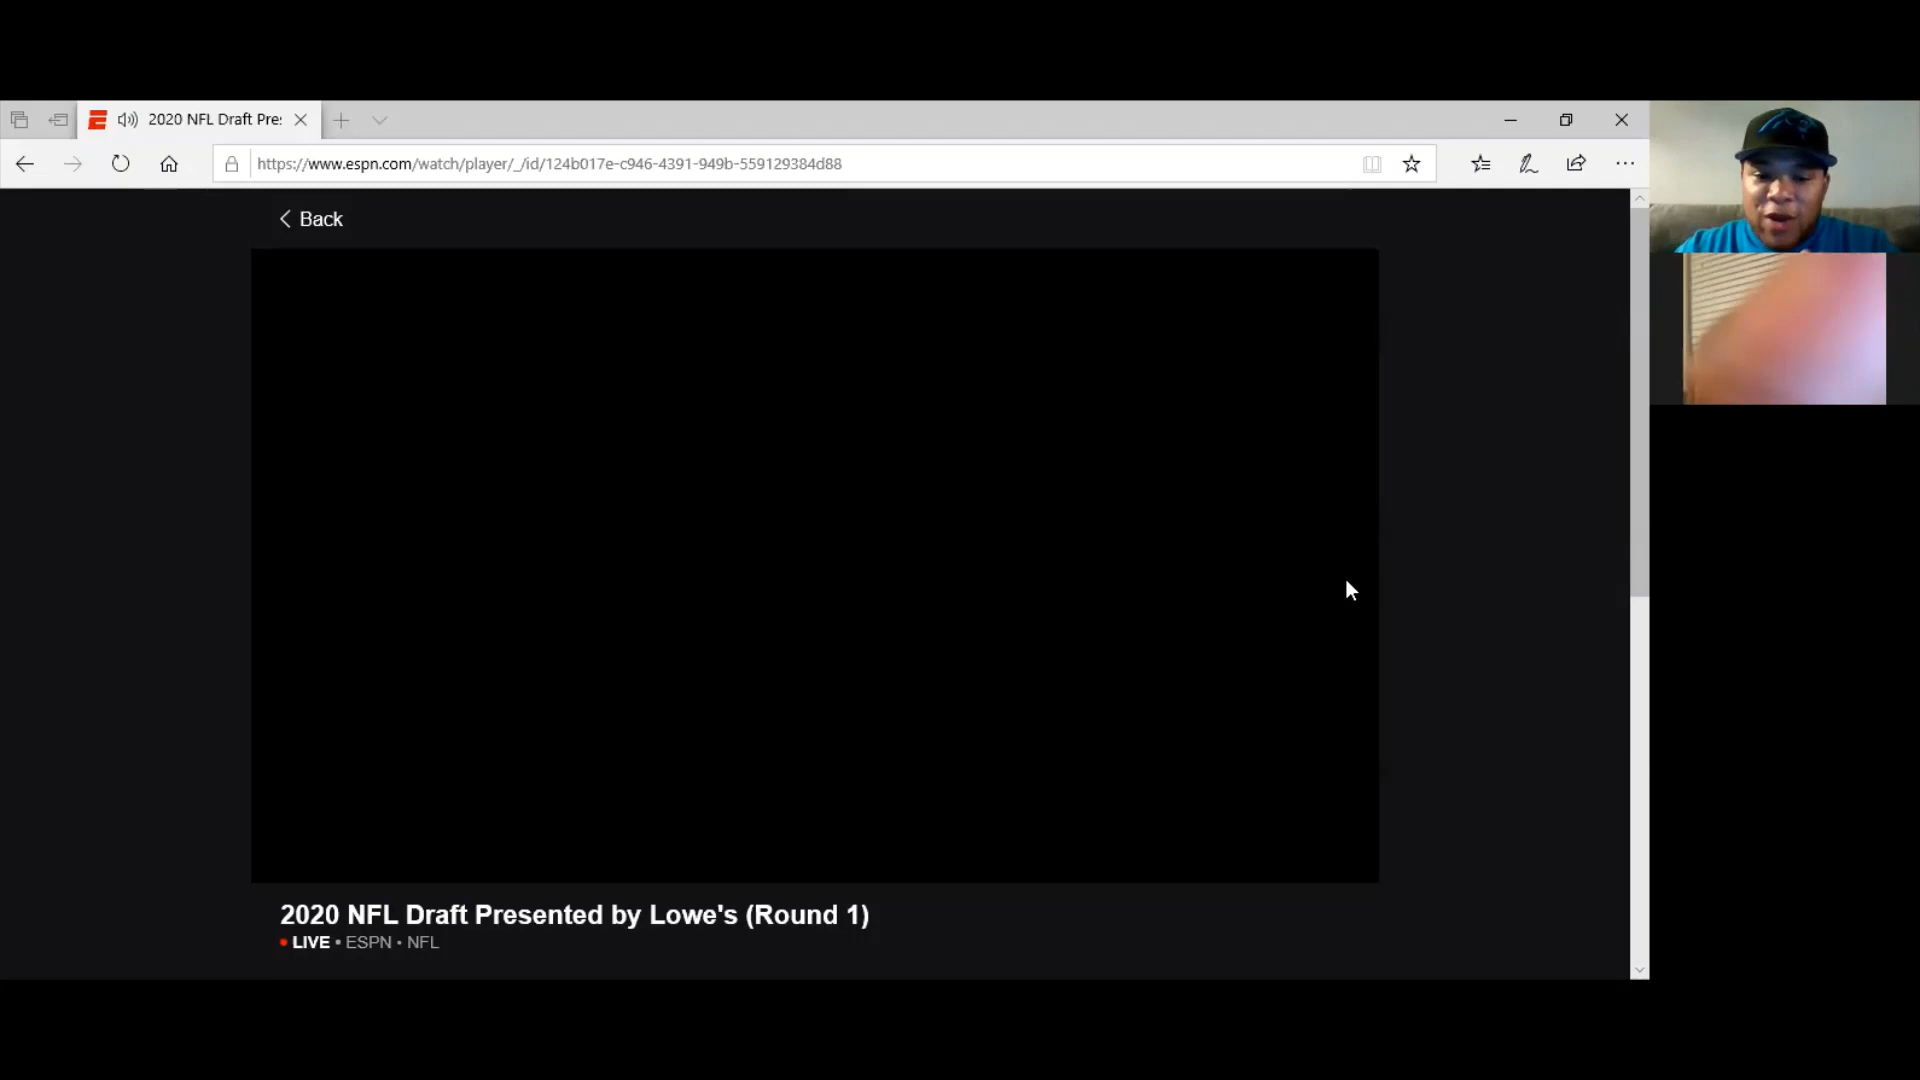 2020 NFL Draft Pre:
https://www.espn.com/watch/player/_/id/124b017e-c946-4391-949b-559129384d88
Back
2020 NFL Draft Presented by Lowe's (Round 1)
• LIVE • ESPN • NFL